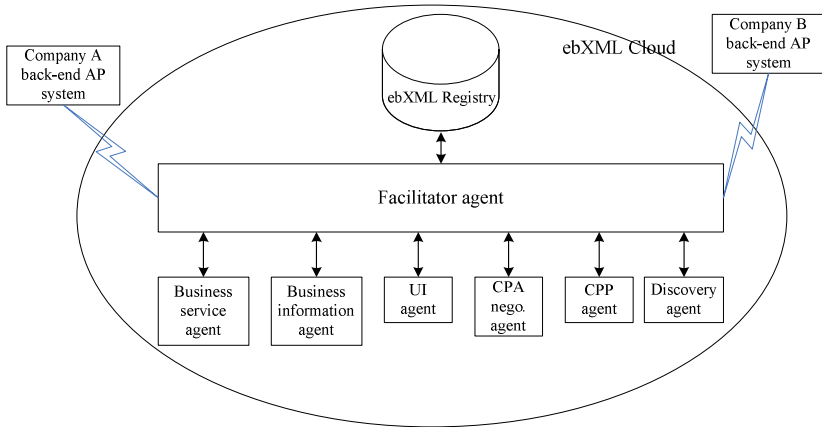 Company A
back-end AP
system
Company B
back-end AP
system
ebXML Cloud
ebXML Registry
Facilitator agent
Business
service
agent
Business
information
agent
UI
agent
CPA
nego.
agent
CPP
agent
Discovery
agent